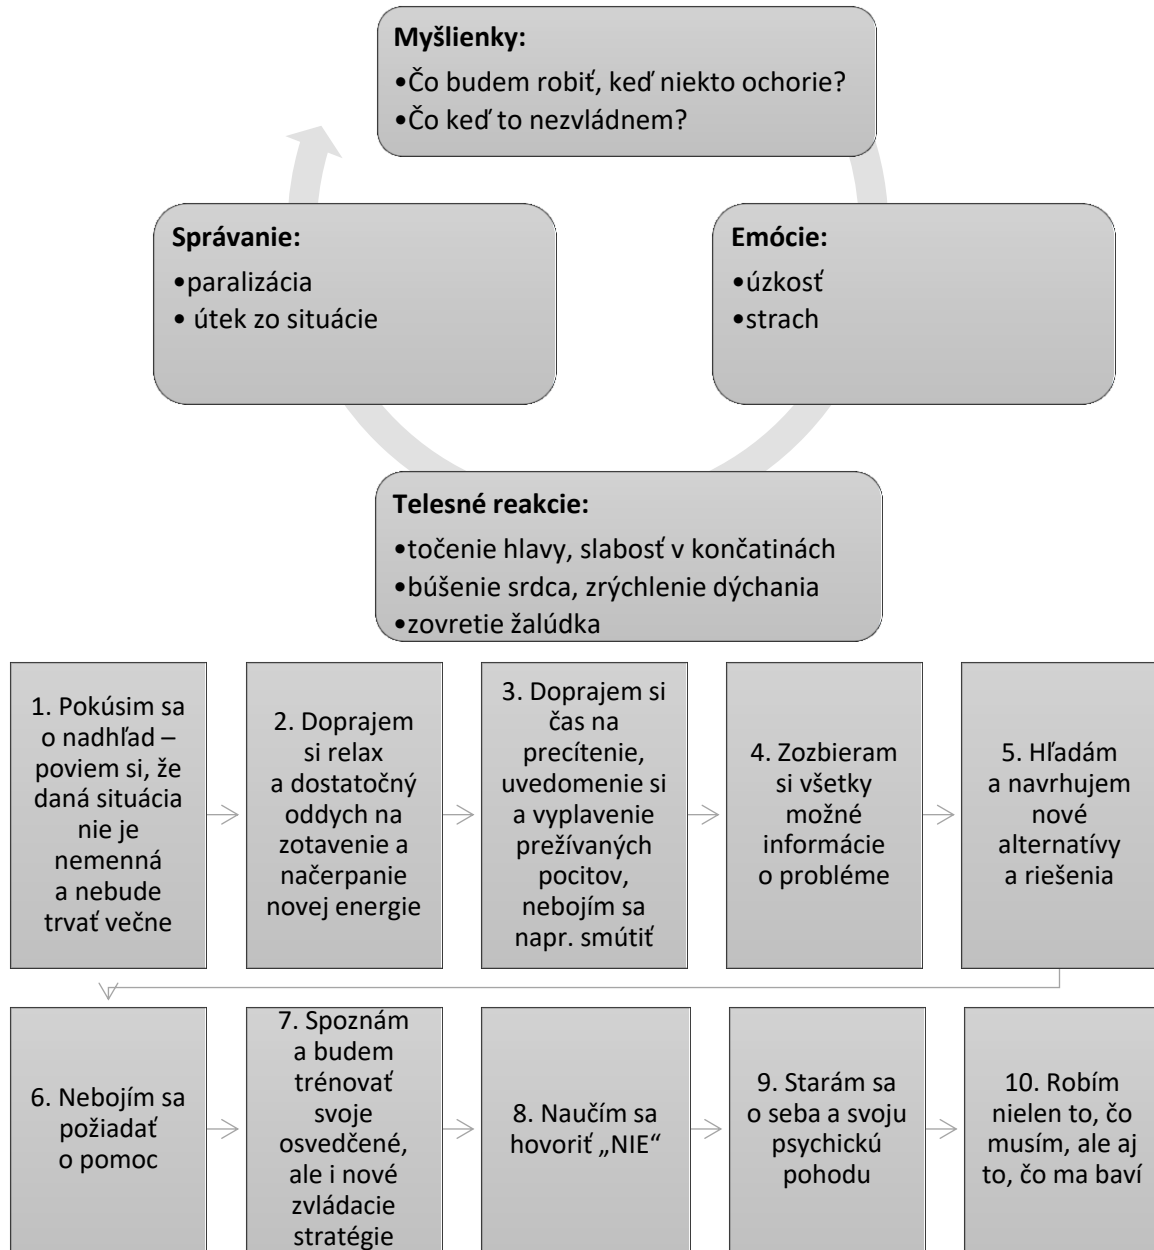 Myšlienky:
•Čo budem robiť, keď niekto ochorie?
•Čo keď to nezvládnem?
Správanie:
•paralizácia
• útek zo situácie
Emócie:
•úzkosť
•strach
Telesné reakcie:
•točenie hlavy, slabosť v končatinách
•búšenie srdca, zrýchlenie dýchania
•zovretie žalúdka
1. Pokúsim sa
o nadhľad –
poviem si, že
daná situácia
nie je
nemenná
a nebude
trvať večne
2. Doprajem
si relax
a dostatočný
oddych na
zotavenie a
načerpanie
novej energie
3. Doprajem si
čas na
precítenie,
uvedomenie si
a vyplavenie
prežívaných
pocitov,
nebojím sa
napr. smútiť
4. Zozbieram
si všetky
možné
informácie
o probléme
5. Hľadám
a navrhujem
nové
alternatívy
a riešenia
6. Nebojím sa
požiadať
o pomoc
7. Spoznám
a budem
trénovať
svoje
osvedčené,
ale i nové
zvládacie
stratégie
8. Naučím sa
hovoriť „NIE“
9. Starám sa
o seba a svoju
psychickú
pohodu
10. Robím
nielen to, čo
musím, ale aj
to, čo ma baví